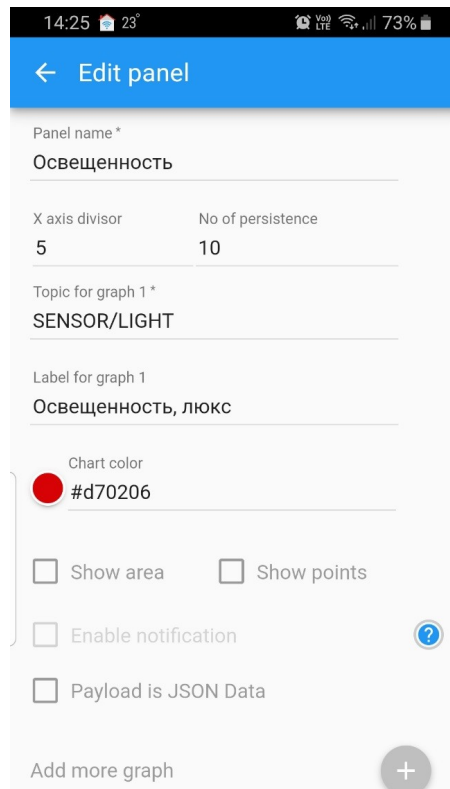 14:25 23° Vo)) LTE 73%
Edit panel
Panel name *
Освещенность
X axis divisor No of persistence
5 10
Topic for graph 1 *
SENSOR/LIGHT
Label for graph 1
Освещенность, люкс
Chart color
#d70206
Show area Show points
Enable notification ?
Payload is JSON Data
Add more graph +